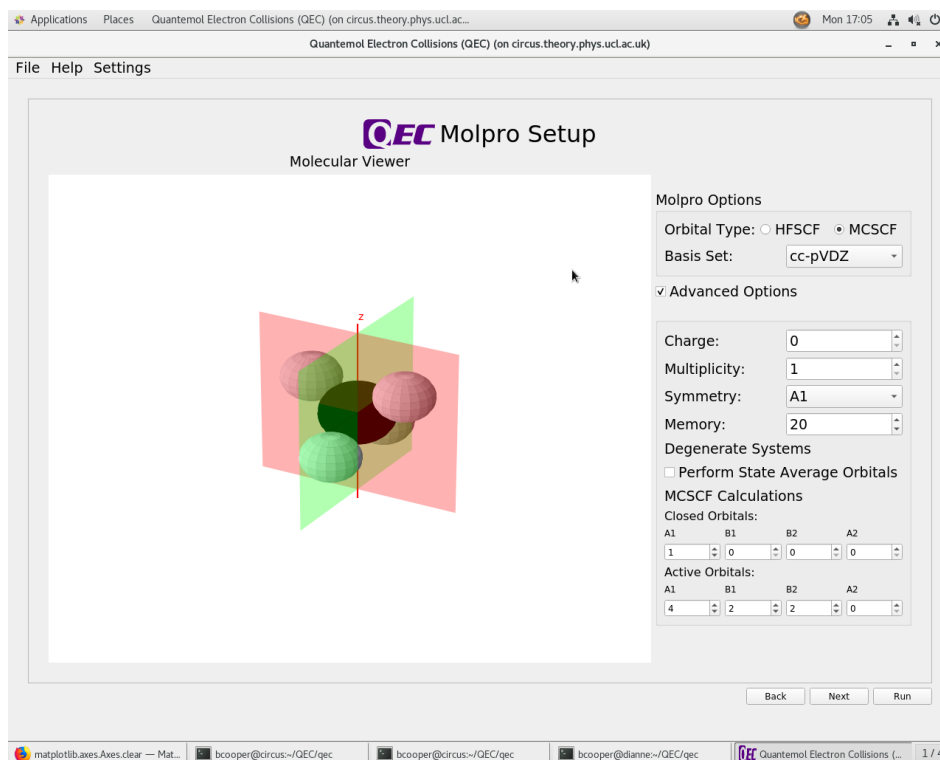 Applications Places Quantemol Electron Collisions (QEC) (on circus.theory.phys.ucl.ac... Mon 17:05
Quantemol Electron Collisions (QEC) (on circus.theory.phys.ucl.ac.uk)
File Help Settings
QEC Molpro Setup
Molecular Viewer
z
Molpro Options
Orbital Type: HFSCF MCSCF
Basis Set: cc-pVDZ
Advanced Options
Charge: 0
Multiplicity: 1
Symmetry: A1
Memory: 20
Degenerate Systems
Perform State Average Orbitals
MCSCF Calculations
Closed Orbitals:
A1 B1 B2 A2
1 0 0 0
Active Orbitals:
A1 B1 B2 A2
4 2 2 0
Back Next Run
matplotlib.axes.Axes.clear — Mat... bcooper@circus:~/QEC/qec bcooper@circus:~/QEC/qec bcooper@dianne:~/QEC/qec QEC Quantemol Electron Collisions (... 1 / 4